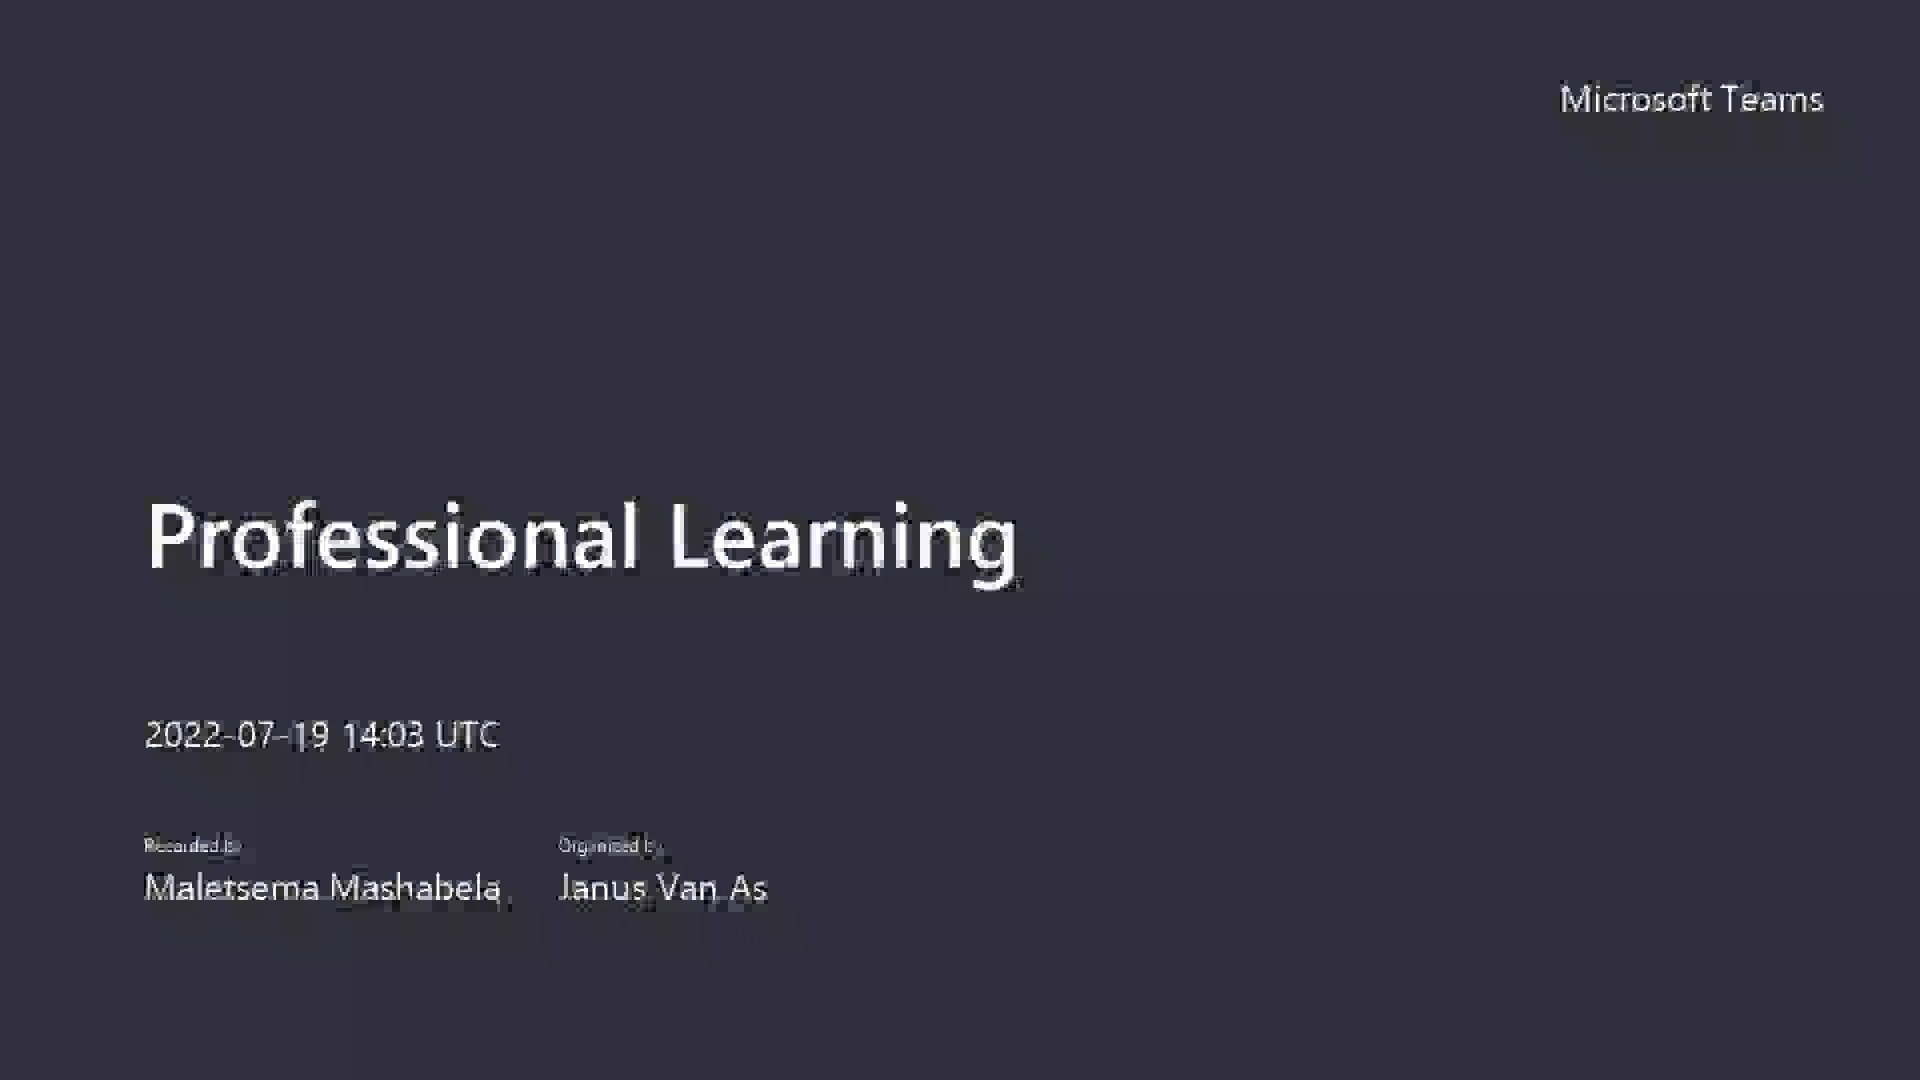 Microsoft Teams
Professional Learning
2022-07-19 14:03 UTC
Recorded by
Organized by
Maletsema Mashabela
Janus Van As